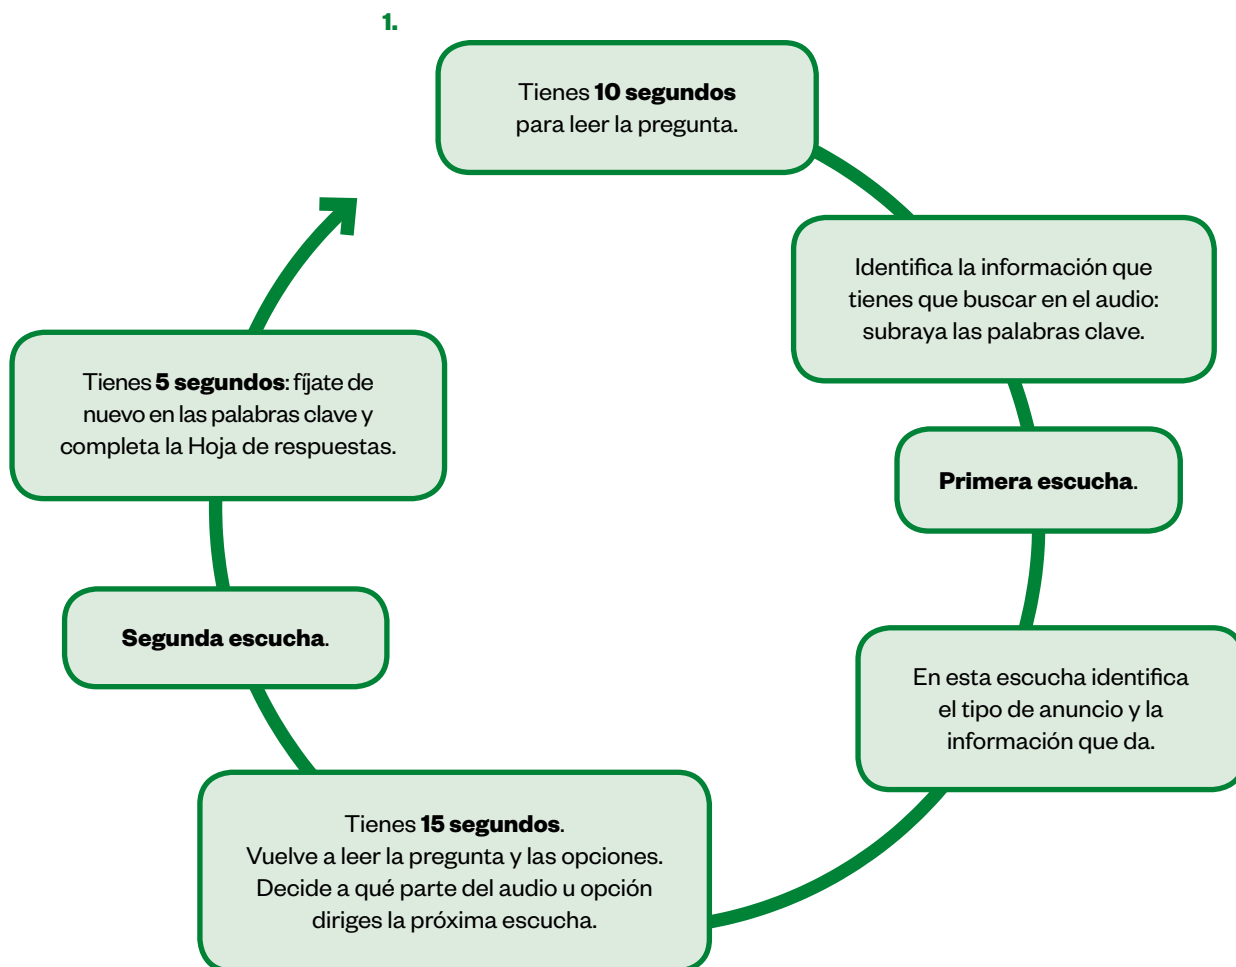 1.
Tienes 10 segundos
para leer la pregunta.
Identifica la información que
tienes que buscar en el audio:
subraya las palabras clave.
Primera escucha.
En esta escucha identifica
el tipo de anuncio y la
información que da.
Tienes 15 segundos.
Vuelve a leer la pregunta y las opciones.
Decide a qué parte del audio u opción
diriges la próxima escucha.
Segunda escucha.
Tienes 5 segundos: fíjate de
nuevo en las palabras clave y
completa la Hoja de respuestas.